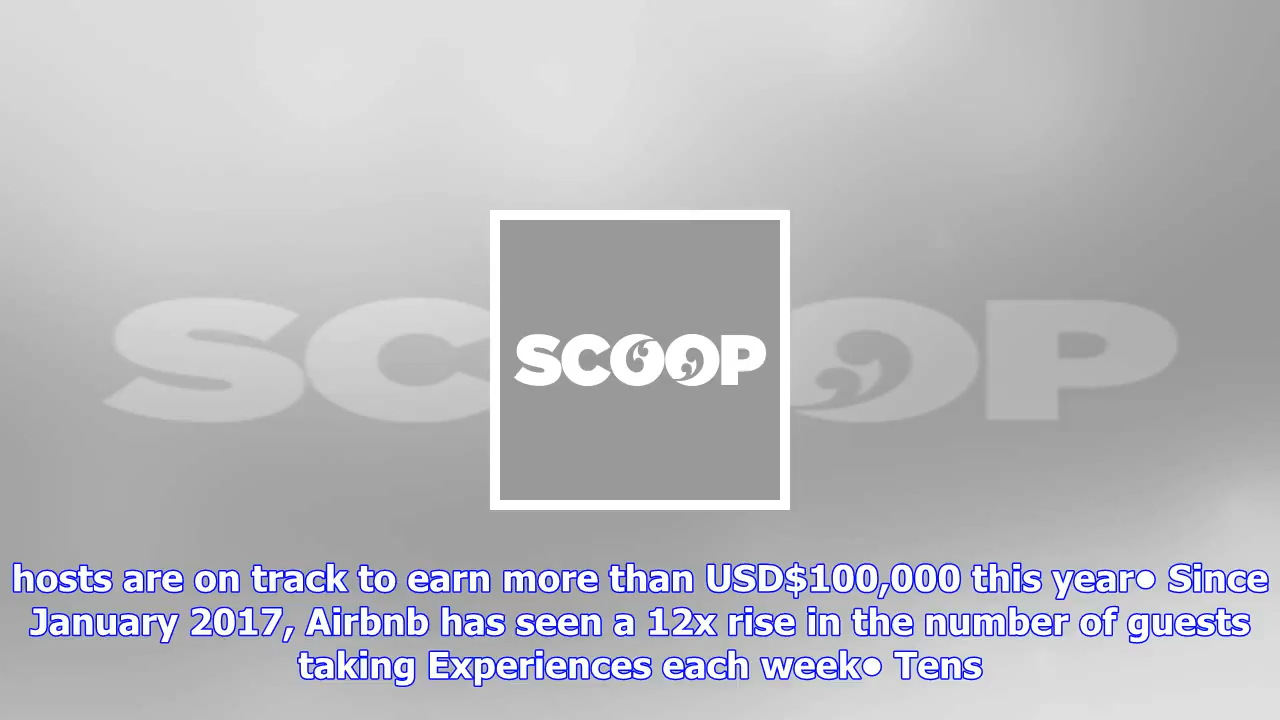 SCOOP
SCOOP
hosts are on track to earn more than USD$100,000 this year● Since
January 2017, Airbnb has seen a 12x rise in the number of guests
taking Experiences each week● Tens